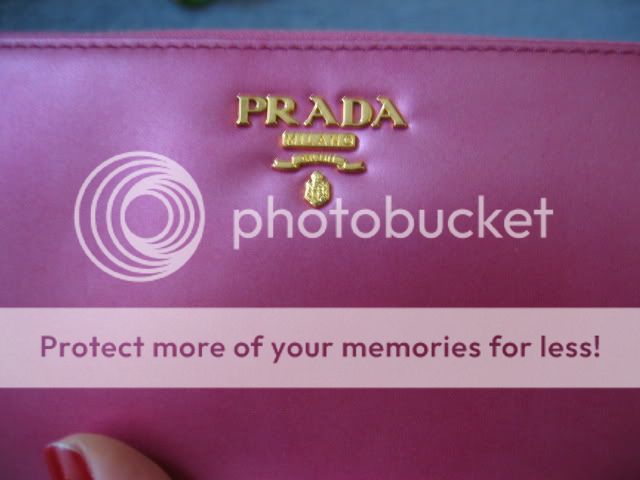 PRADA
MILANO
photobucket
Protect more of your memories for less!